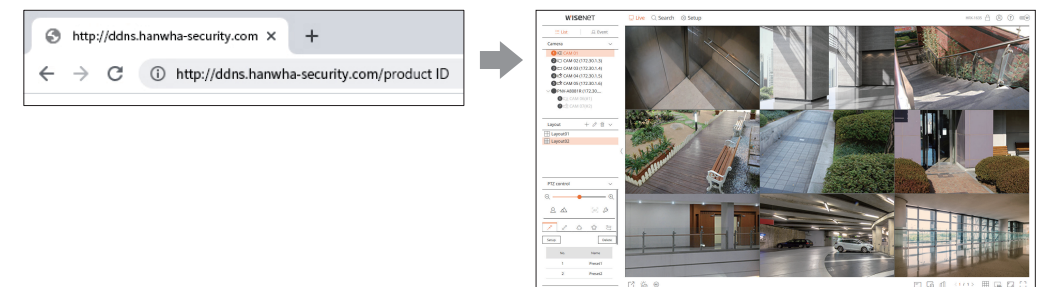 http://ddns.hanwha-security.com
http://ddns.hanwha-security.com/product ID
WISENET
Live
Search
Setup
List
Event
Camera
CAM 01
CAM 02 (172.30.1.3)
CAM 03 (172.30.1.4)
CAM 04 (172.30.1.5)
CAM 05 (172.30.1.6)
Layout
Layout01
Layout02
PTZ control
Setup
Delete
No.
Name
1
Preset1
2
Preset2